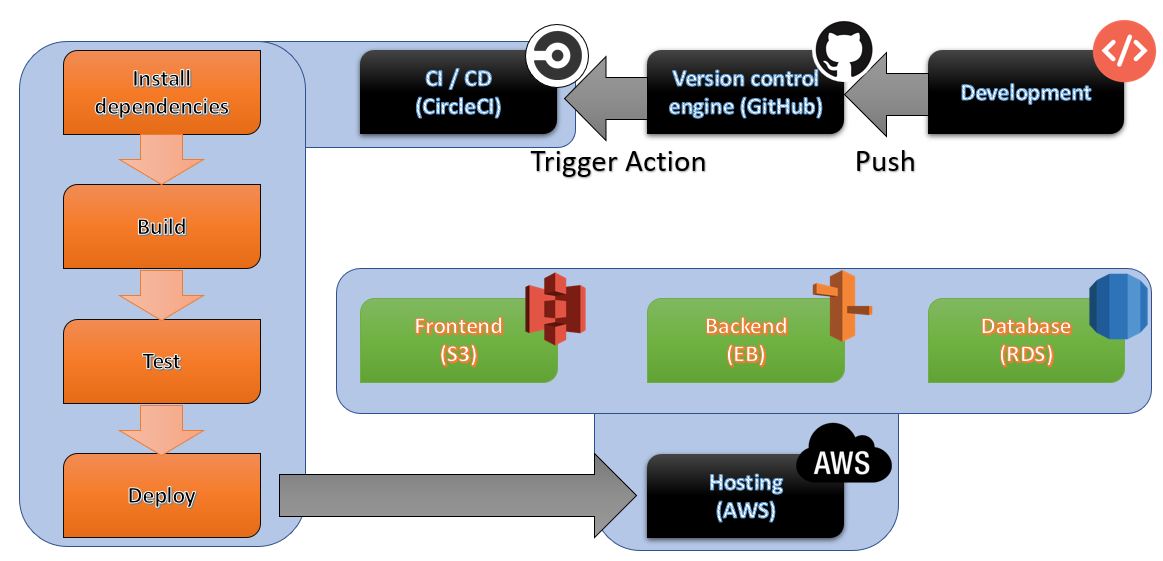 Install
dependencies
Build
Test
Deploy
CI / CD
(CircleCI)
Version control
engine (GitHub)
Development
</>
Trigger Action
Push
Frontend
(S3)
Backend
(EB)
Database
(RDS)
Hosting
(AWS)
AWS